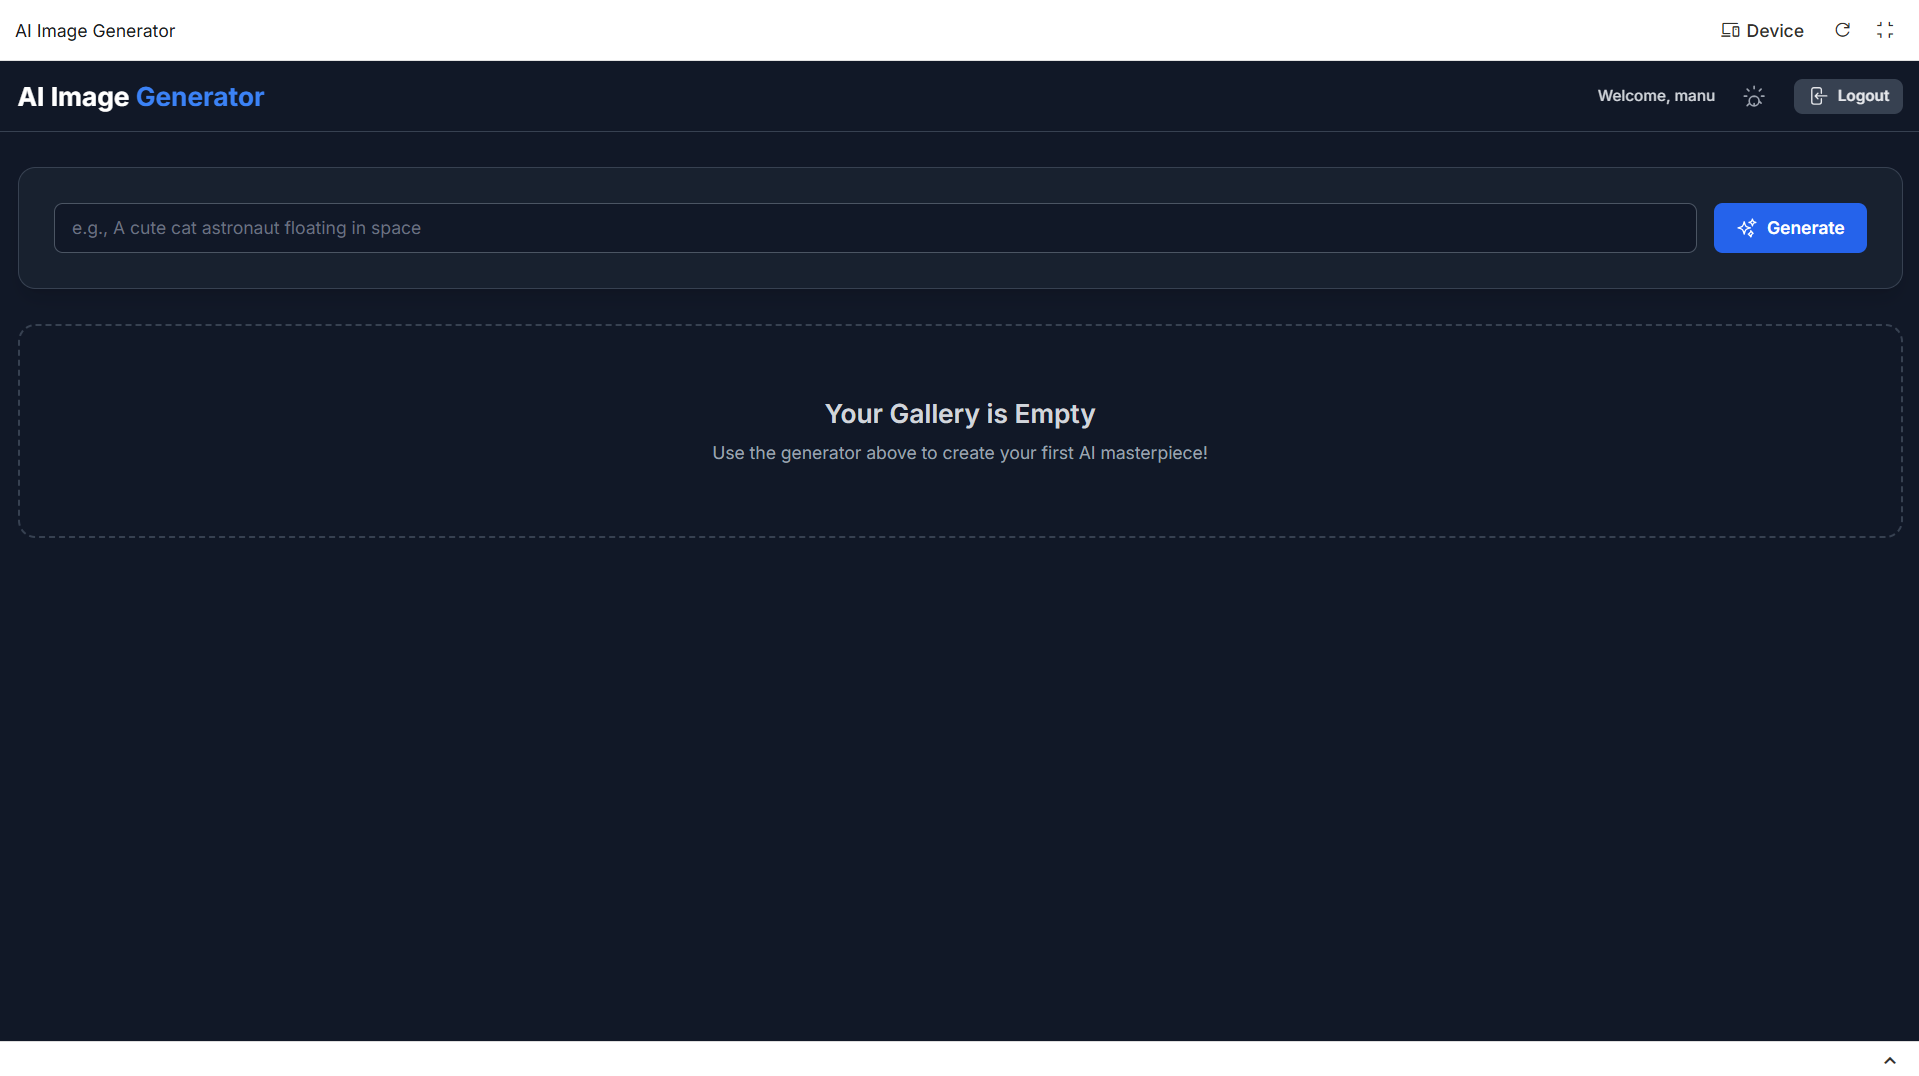 AI Image Generator
Device
AI Image Generator
Welcome, manu
Logout
e.g., A cute cat astronaut floating in space
Generate
Your Gallery is Empty
Use the generator above to create your first AI masterpiece!